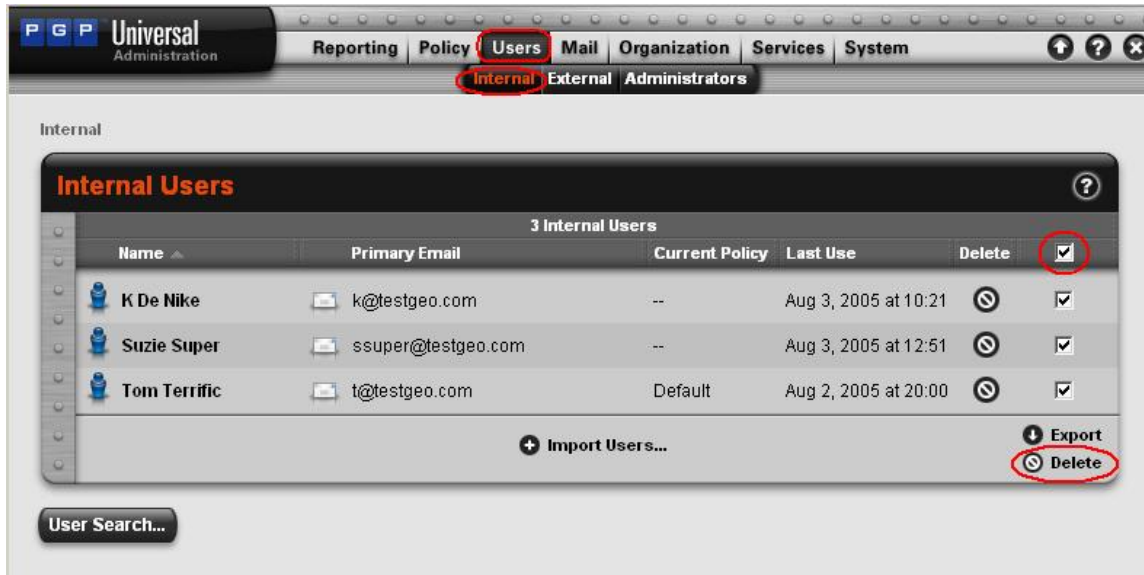 PGP Universal
Administration
Reporting Policy Users Mail Organization Services System
Internal External Administrators
Internal
Internal Users
3 Internal Users
Name Primary Email Current Policy Last Use Delete
K De Nike k@testgeo.com -- Aug 3, 2005 at 10:21
Suzie Super ssuper@testgeo.com -- Aug 3, 2005 at 12:51
Tom Terrific t@testgeo.com Default Aug 2, 2005 at 20:00
Import Users...
Export
Delete
User Search...